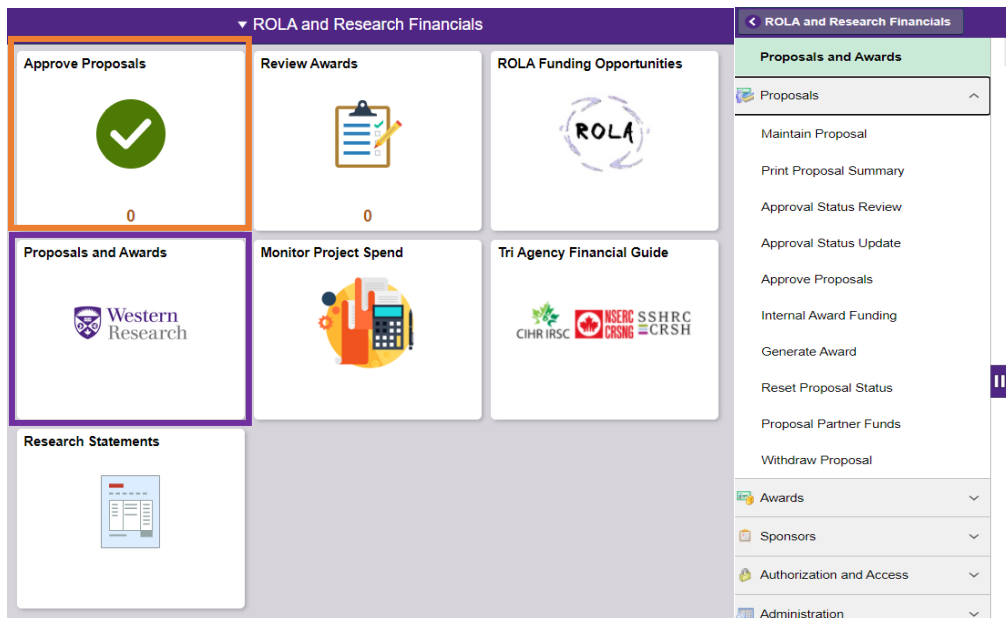 ROLA and Research Financials
Approve Proposals
0
Review Awards
0
ROLA Funding Opportunities
ROLA
Proposals and Awards
Western
Research
Monitor Project Spend
Tri Agency Financial Guide
CIHR IRSC
NSERC
CRSNG
SSHRC
CRSH
Research Statements
ROLA and Research Financials
Proposals and Awards
Proposals
Maintain Proposal
Print Proposal Summary
Approval Status Review
Approval Status Update
Approve Proposals
Internal Award Funding
Generate Award
Reset Proposal Status
Proposal Partner Funds
Withdraw Proposal
Awards
Sponsors
Authorization and Access
Administration